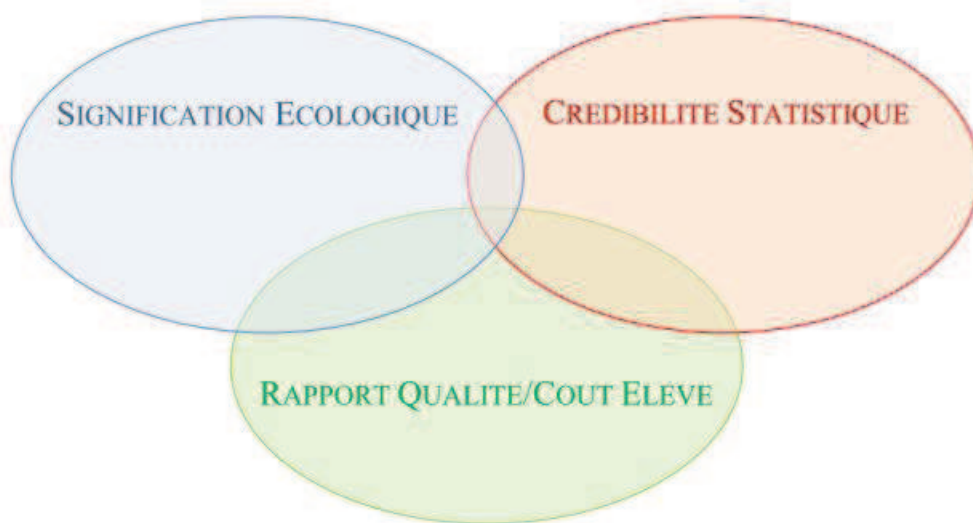 SIGNIFICATION ECOLOGIQUE
CREDIBILITE STATISTIQUE
RAPPORT QUALITE/COUT ELEVE